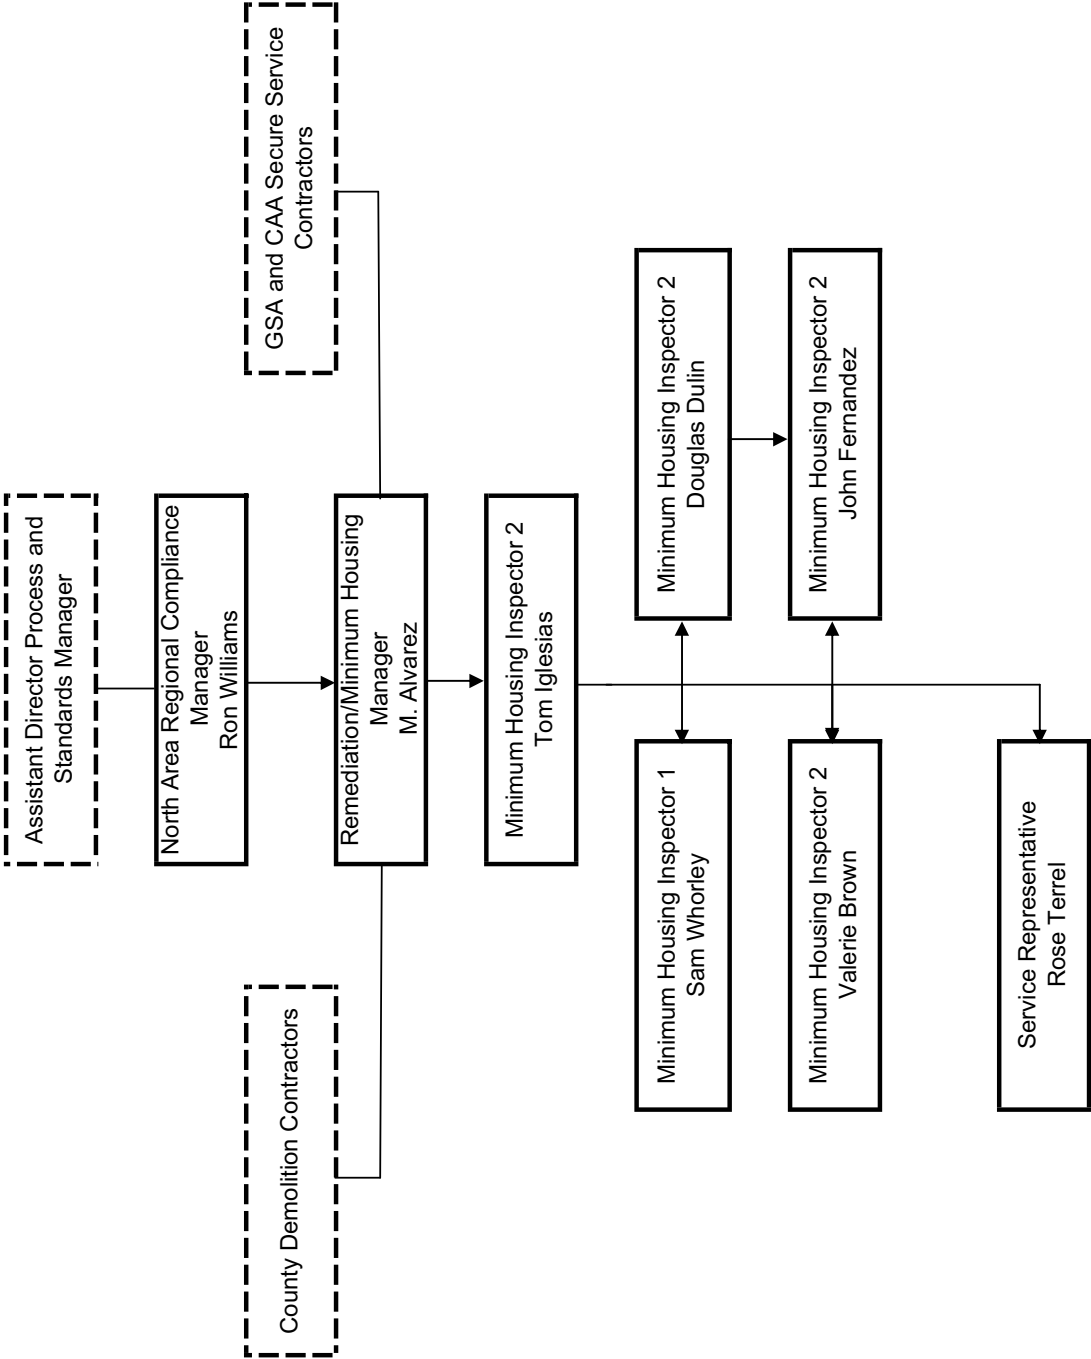 Assistant Director Process and
Standards Manager
North Area Regional Compliance
Manager
Ron Williams
County Demolition Contractors
GSA and CAA Secure Service
Contractors
Remediation/Minimum Housing
Manager
M. Alvarez
Minimum Housing Inspector 2
Tom Iglesias
Minimum Housing Inspector 1
Sam Whorley
Minimum Housing Inspector 2
Douglas Dulin
Minimum Housing Inspector 2
Valerie Brown
Minimum Housing Inspector 2
John Fernandez
Service Representative
Rose Terrel